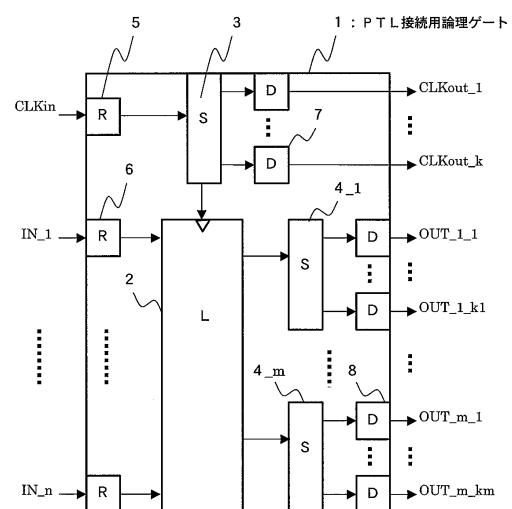 5
3
1 : PTL接続用論理ゲート
CLKin
R
S
D
CLKout_1
7
D
CLKout_k
6
4_1
IN_1
R
D
OUT_1_1
2
S
L
D
OUT_1_k1
4_m
8
D
OUT_m_1
S
IN_n
R
D
OUT_m_km